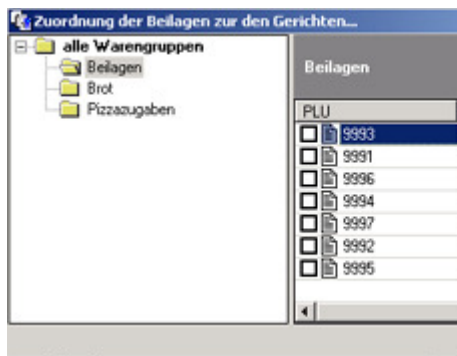 Zuordnung der Beilagen zur den Gerichten...
alle Warengruppen
Beilagen
Brot
Pizzazugaben
Beilagen
PLU
9993
9991
9996
9994
9997
9992
9995